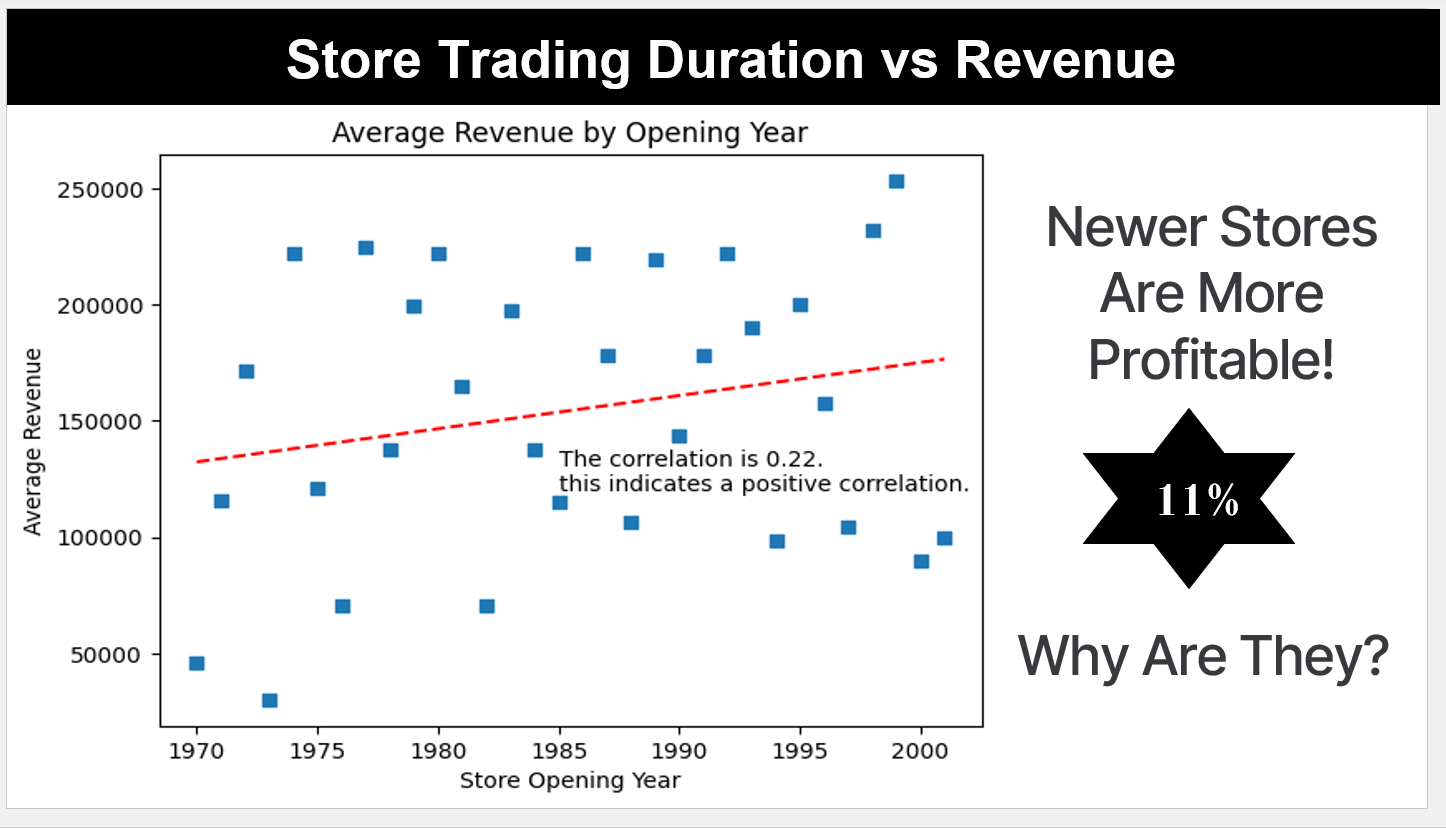 Store Trading Duration vs Revenue
Average Revenue by Opening Year
250000
200000
150000
100000
50000
Average Revenue
The correlation is 0.22.
this indicates a positive correlation.
1970 1975 1980 1985 1990 1995 2000
Store Opening Year
Newer Stores
Are More
Profitable!
11%
Why Are They?